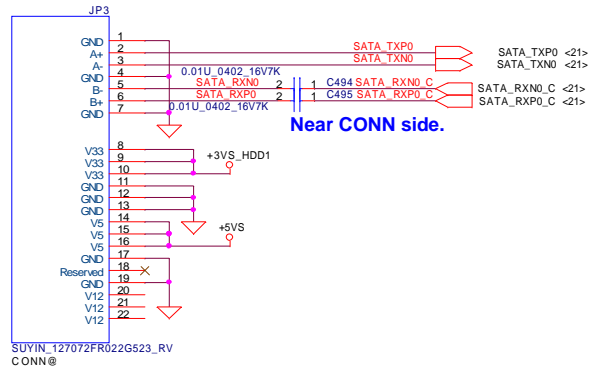 JP3
GND 1
A+ 2 SATA_TXP0 SATA_TXP0 <21>
A- 3 SATA_TXN0 SATA_TXN0 <21>
GND 4 0.01U_0402_16V7K
B- 5 SATA_RXN0 2 1 C494 SATA_RXN0_C SATA_RXN0_C <21>
B+ 6 SATA_RXP0 2 1 C495 SATA_RXP0_C SATA_RXP0_C <21>
GND 7 0.01U_0402_16V7K
Near CONN side.
V33 8
V33 9 +3VS_HDD1
V33 10
GND 11
GND 12
GND 13
V5 14
V5 15 +5VS
V5 16
GND 17
Reserved 18
GND 19
V12 20
V12 21
V12 22
SUYIN_127072FR022G523_RV
CONN@